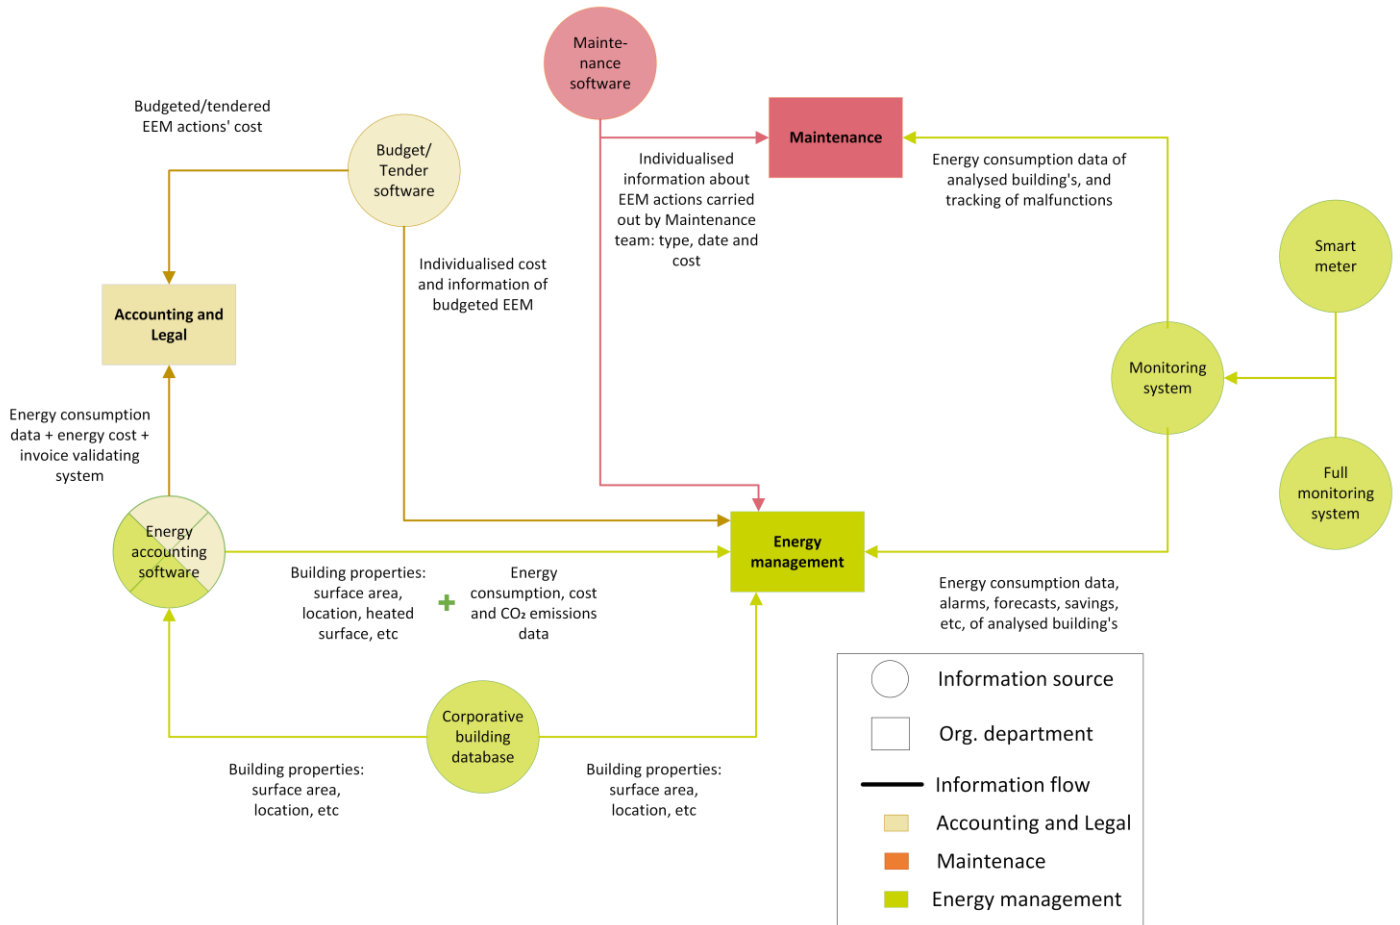 Mainte-
nance
software
Budgeted/tendered
EEM actions' cost
Budget/
Tender
software
Maintenance
Individualised
information about
EEM actions carried
out by Maintenance
team: type, date and
cost
Energy consumption data of
analysed building's, and
tracking of malfunctions
Smart
meter
Individualised cost
and information of
budgeted EEM
Accounting and
Legal
Monitoring
system
Energy consumption
data + energy cost +
invoice validating
system
Full
monitoring
system
Energy
accounting
software
Energy
management
Building properties:
surface area,
location, heated
surface, etc
+
Energy
consumption, cost
and CO₂ emissions
data
Energy consumption data,
alarms, forecasts, savings,
etc, of analysed building's
Corporative
building
database
Building properties:
surface area,
location, etc
Building properties:
surface area,
location, etc
Information source
Org. department
Information flow
Accounting and Legal
Maintenace
Energy management